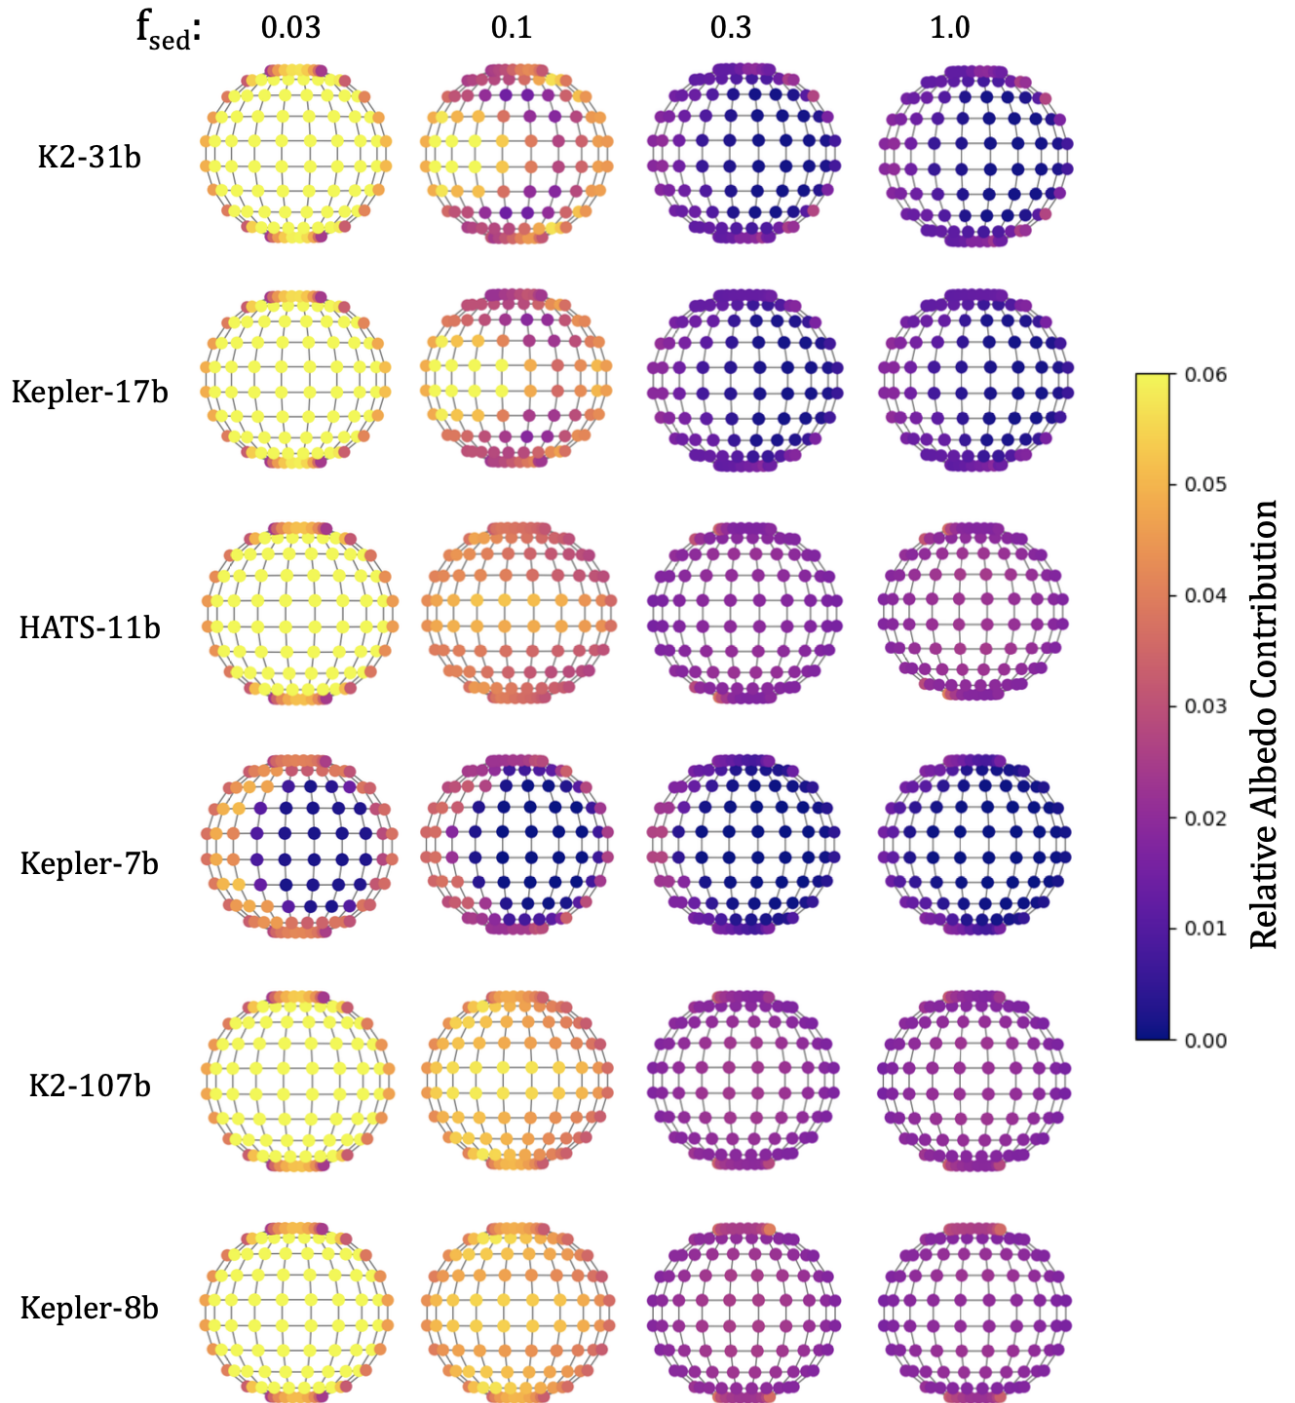 f_sed: 0.03 0.1 0.3 1.0
K2-31b
Kepler-17b
HATS-11b
Kepler-7b
K2-107b
Kepler-8b
0.06
0.05
0.04
0.03
0.02
0.01
0.00
Relative Albedo Contribution